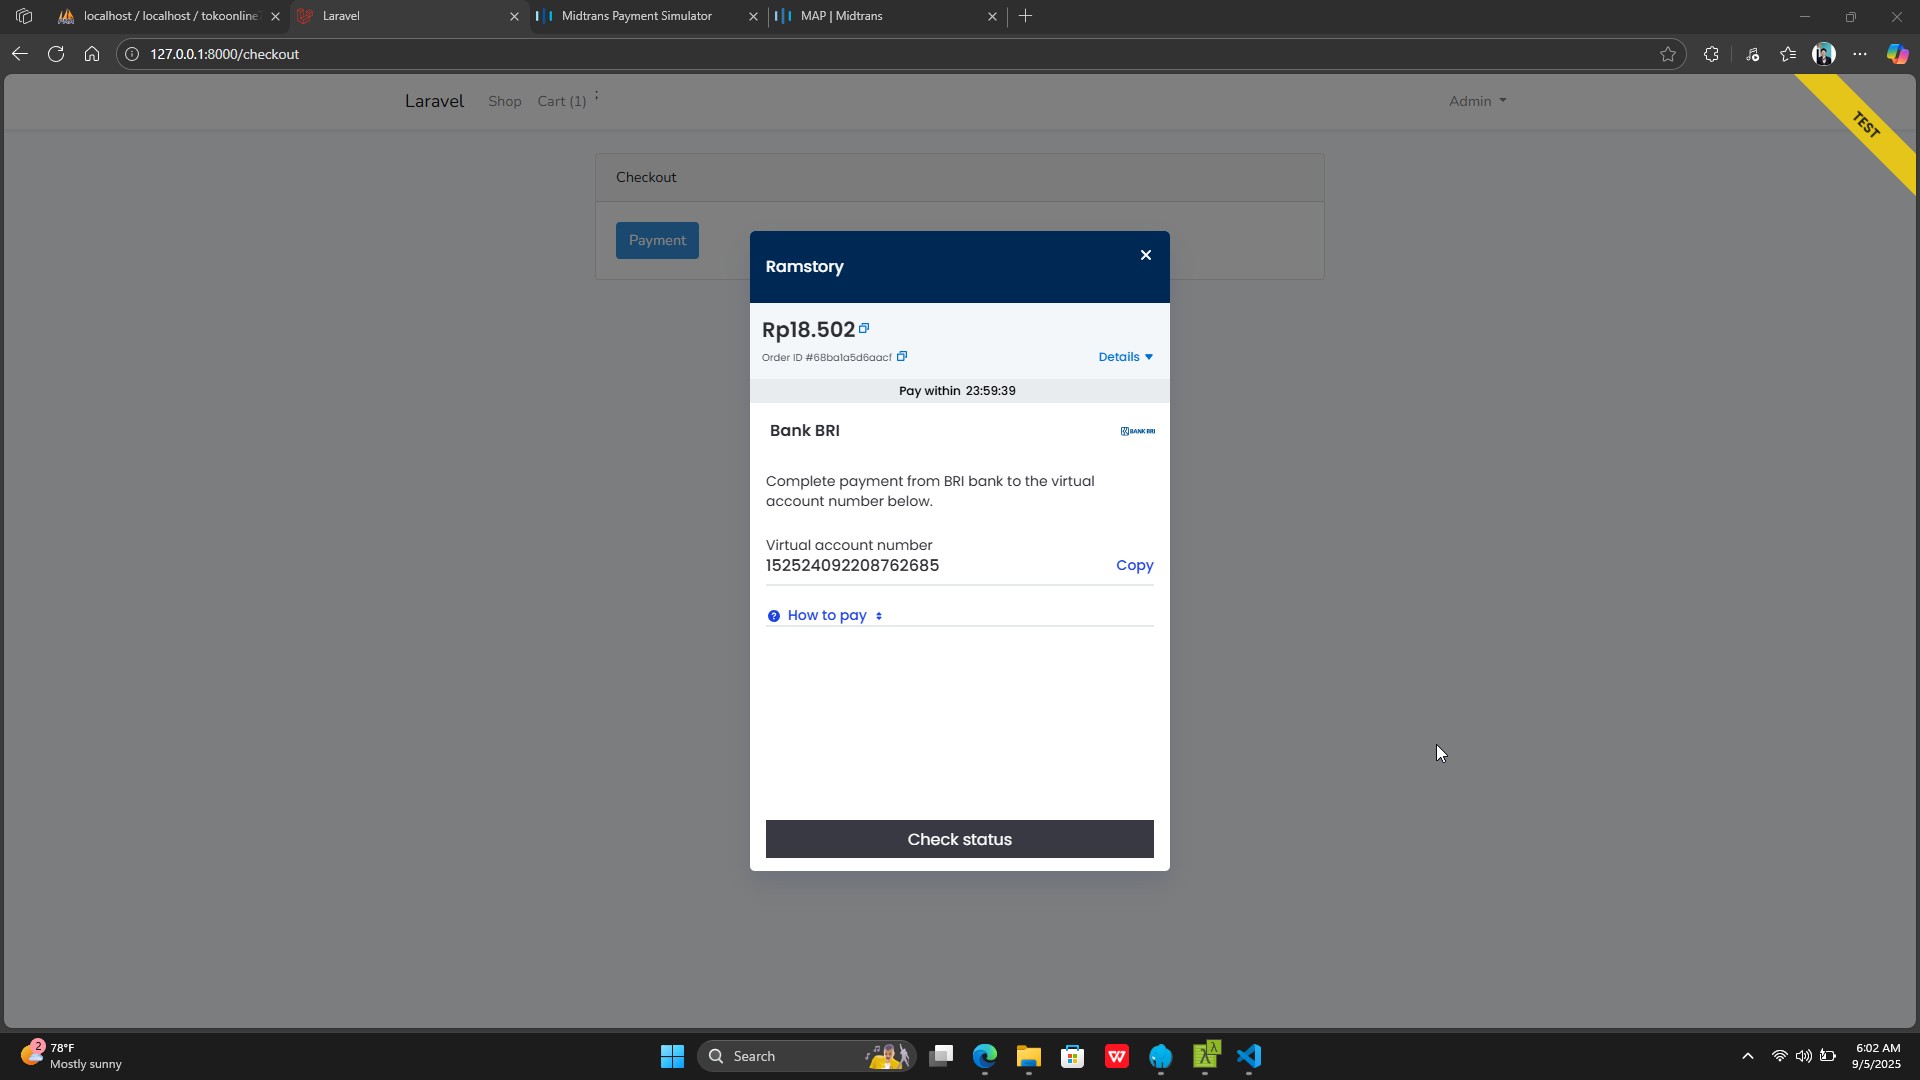 localhost / localhost / tokoonline
Laravel
Midtrans Payment Simulator
MAP | Midtrans
127.0.0.1:8000/checkout
Laravel
Shop
Cart (1)
;
Admin
TEST
Checkout
Payment
Ramstory
Rp18.502
Order ID #68ba1a5d6aacf
Details
Pay within 23:59:39
Bank BRI
BANK BRI
Complete payment from BRI bank to the virtual
account number below.
Virtual account number
152524092208762685
Copy
? How to pay
Check status
2
78°F
Mostly sunny
Search
6:02 AM
9/5/2025